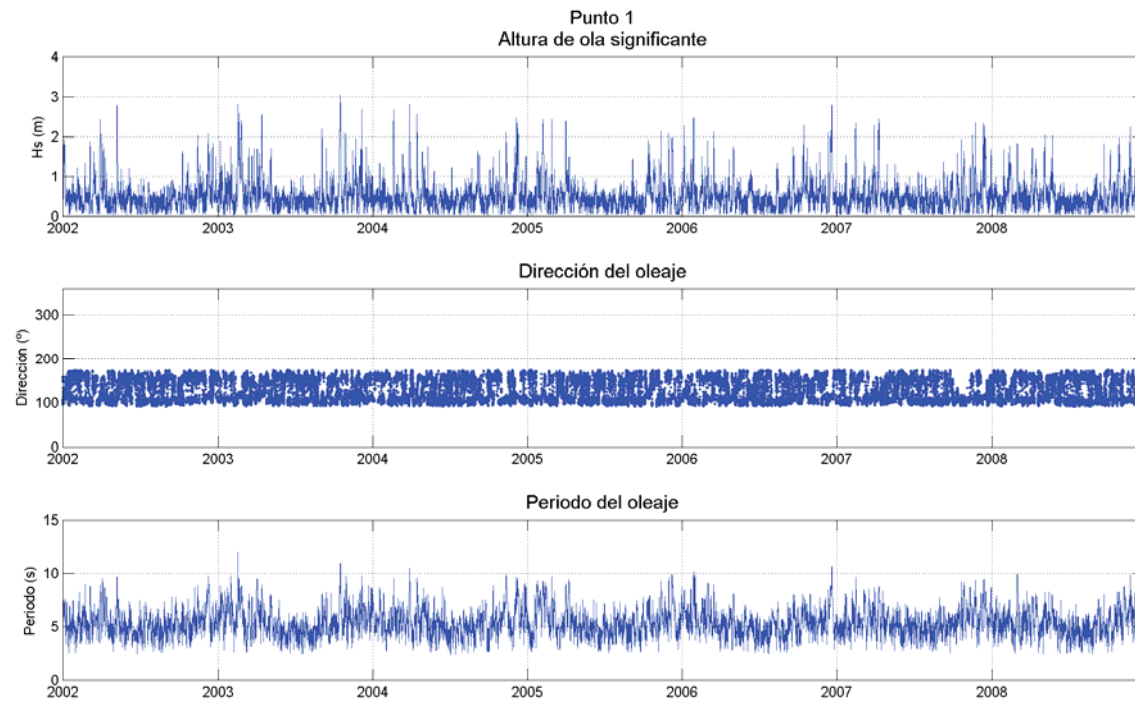 Punto 1
Altura de ola significante
Hs (m)
4
3
2
1
0
2002 2003 2004 2005 2006 2007 2008
Dirección del oleaje
Dirección (º)
300
200
100
0
2002 2003 2004 2005 2006 2007 2008
Periodo del oleaje
Periodo (s)
15
10
5
0
2002 2003 2004 2005 2006 2007 2008